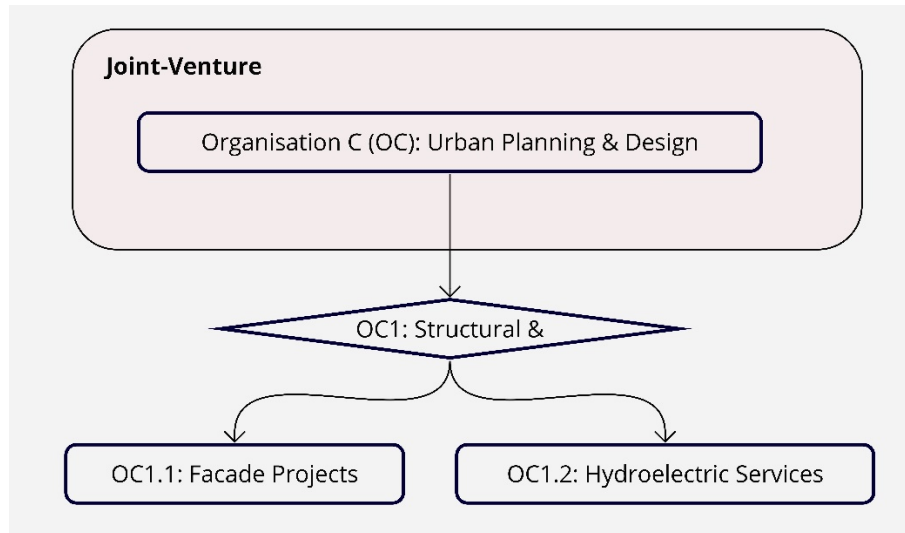 Joint-Venture
Organisation C (OC): Urban Planning & Design
OC1: Structural &
OC1.1: Facade Projects
OC1.2: Hydroelectric Services